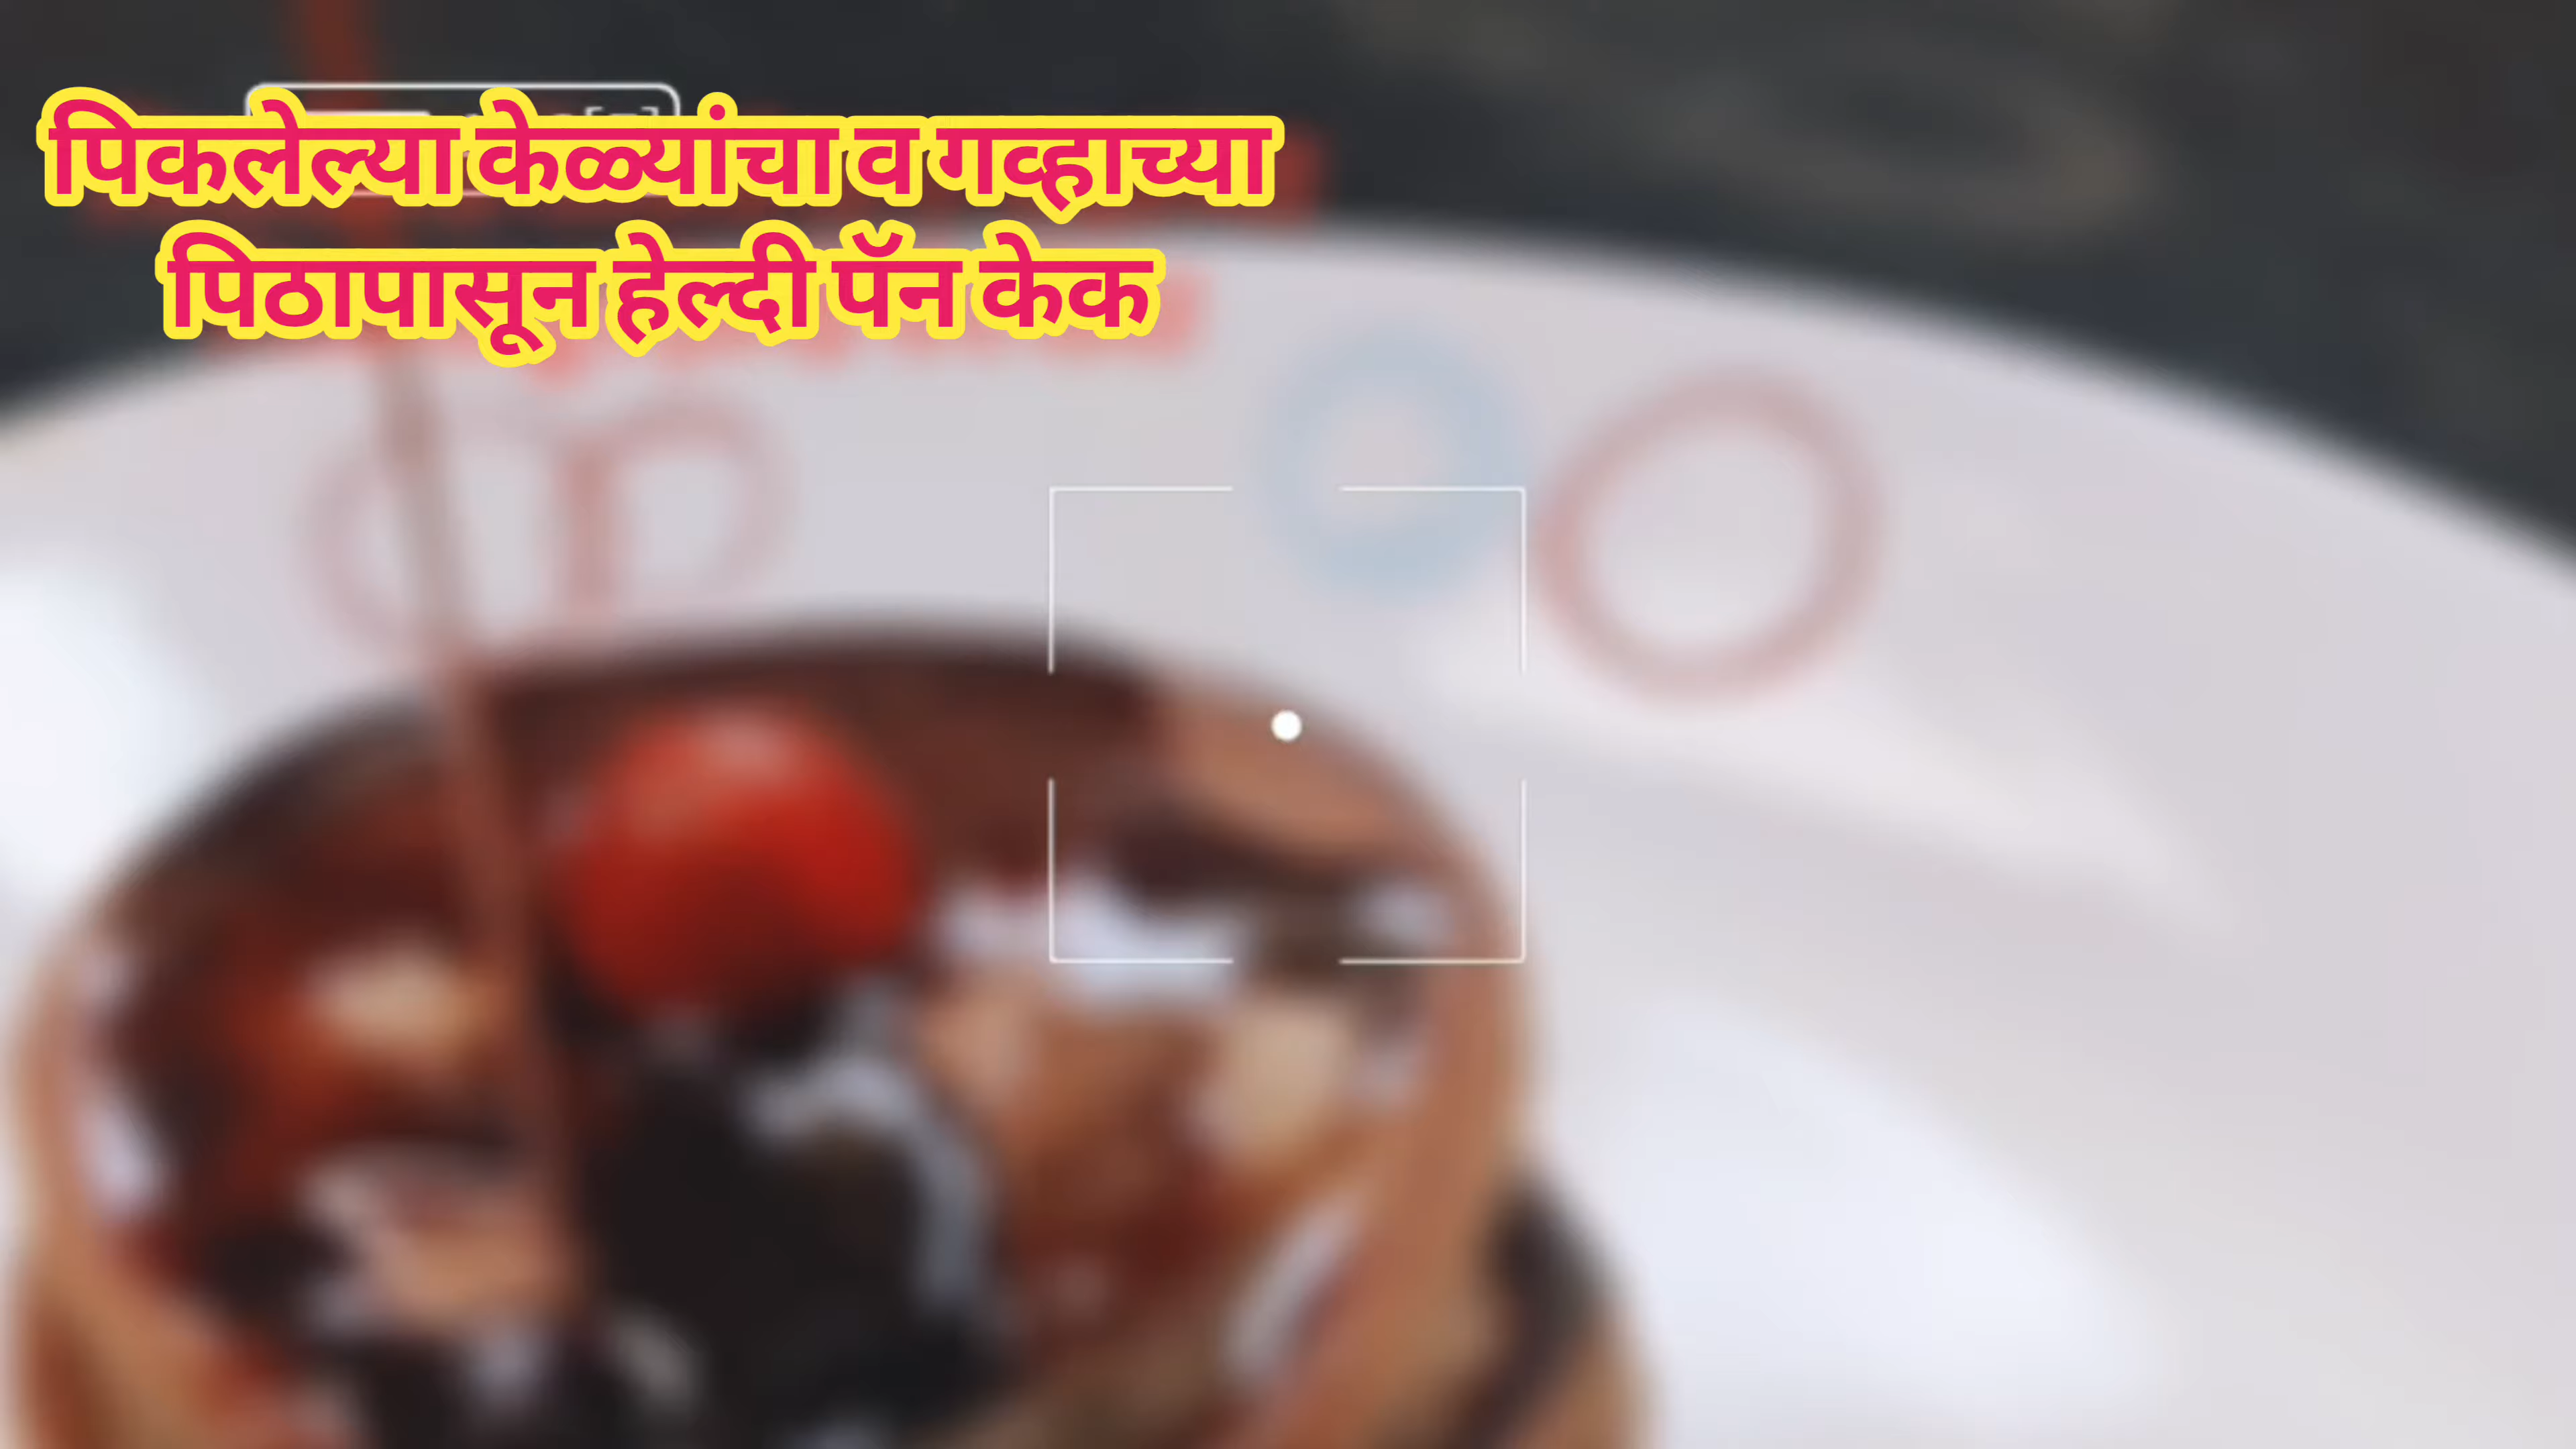 पिकलेल्या केळ्यांचा व गव्हाच्या
पिठापासून हेल्दी पॅन केक